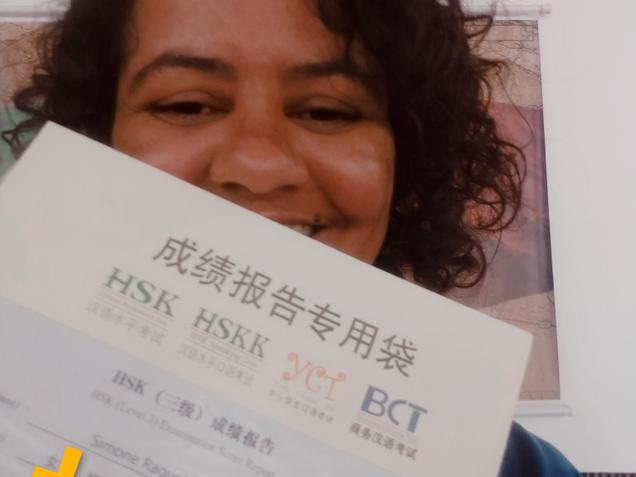 成绩报告专用袋
HSK HSKK YCT BCT
汉语水平考试 汉语水平口语考试 中小学生汉语考试 商务汉语考试
HSK（三级）成绩报告
HSK (Level 3) Examination Score Report
Simone